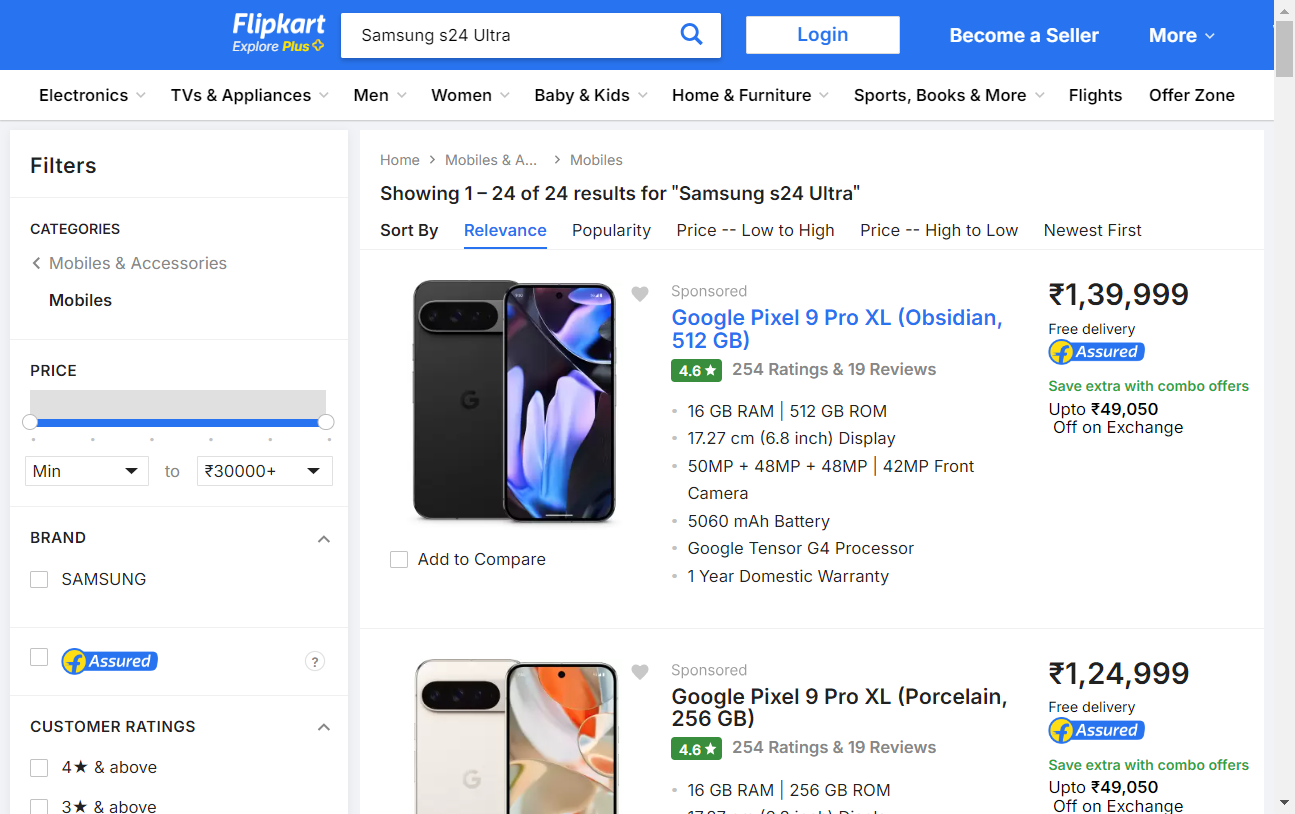 Flipkart
Explore Plus
Samsung s24 Ultra
Login
Become a Seller
More
Electronics
TVs & Appliances
Men
Women
Baby & Kids
Home & Furniture
Sports, Books & More
Flights
Offer Zone
Filters
CATEGORIES
Mobiles & Accessories
Mobiles
PRICE
Min
to
₹30000+
BRAND
SAMSUNG
Assured
?
CUSTOMER RATINGS
4★ & above
3★ & above
Home
Mobiles & A...
Mobiles
Showing 1 – 24 of 24 results for "Samsung s24 Ultra"
Sort By
Relevance
Popularity
Price -- Low to High
Price -- High to Low
Newest First
Sponsored
Google Pixel 9 Pro XL (Obsidian,
512 GB)
4.6★
254 Ratings & 19 Reviews
16 GB RAM | 512 GB ROM
17.27 cm (6.8 inch) Display
50MP + 48MP + 48MP | 42MP Front
Camera
5060 mAh Battery
Google Tensor G4 Processor
1 Year Domestic Warranty
Add to Compare
₹1,39,999
Free delivery
Assured
Save extra with combo offers
Upto ₹49,050
Off on Exchange
Sponsored
Google Pixel 9 Pro XL (Porcelain,
256 GB)
4.6★
254 Ratings & 19 Reviews
16 GB RAM | 256 GB ROM
17.27 cm (6.8 inch) Display
₹1,24,999
Free delivery
Assured
Save extra with combo offers
Upto ₹49,050
Off on Exchange